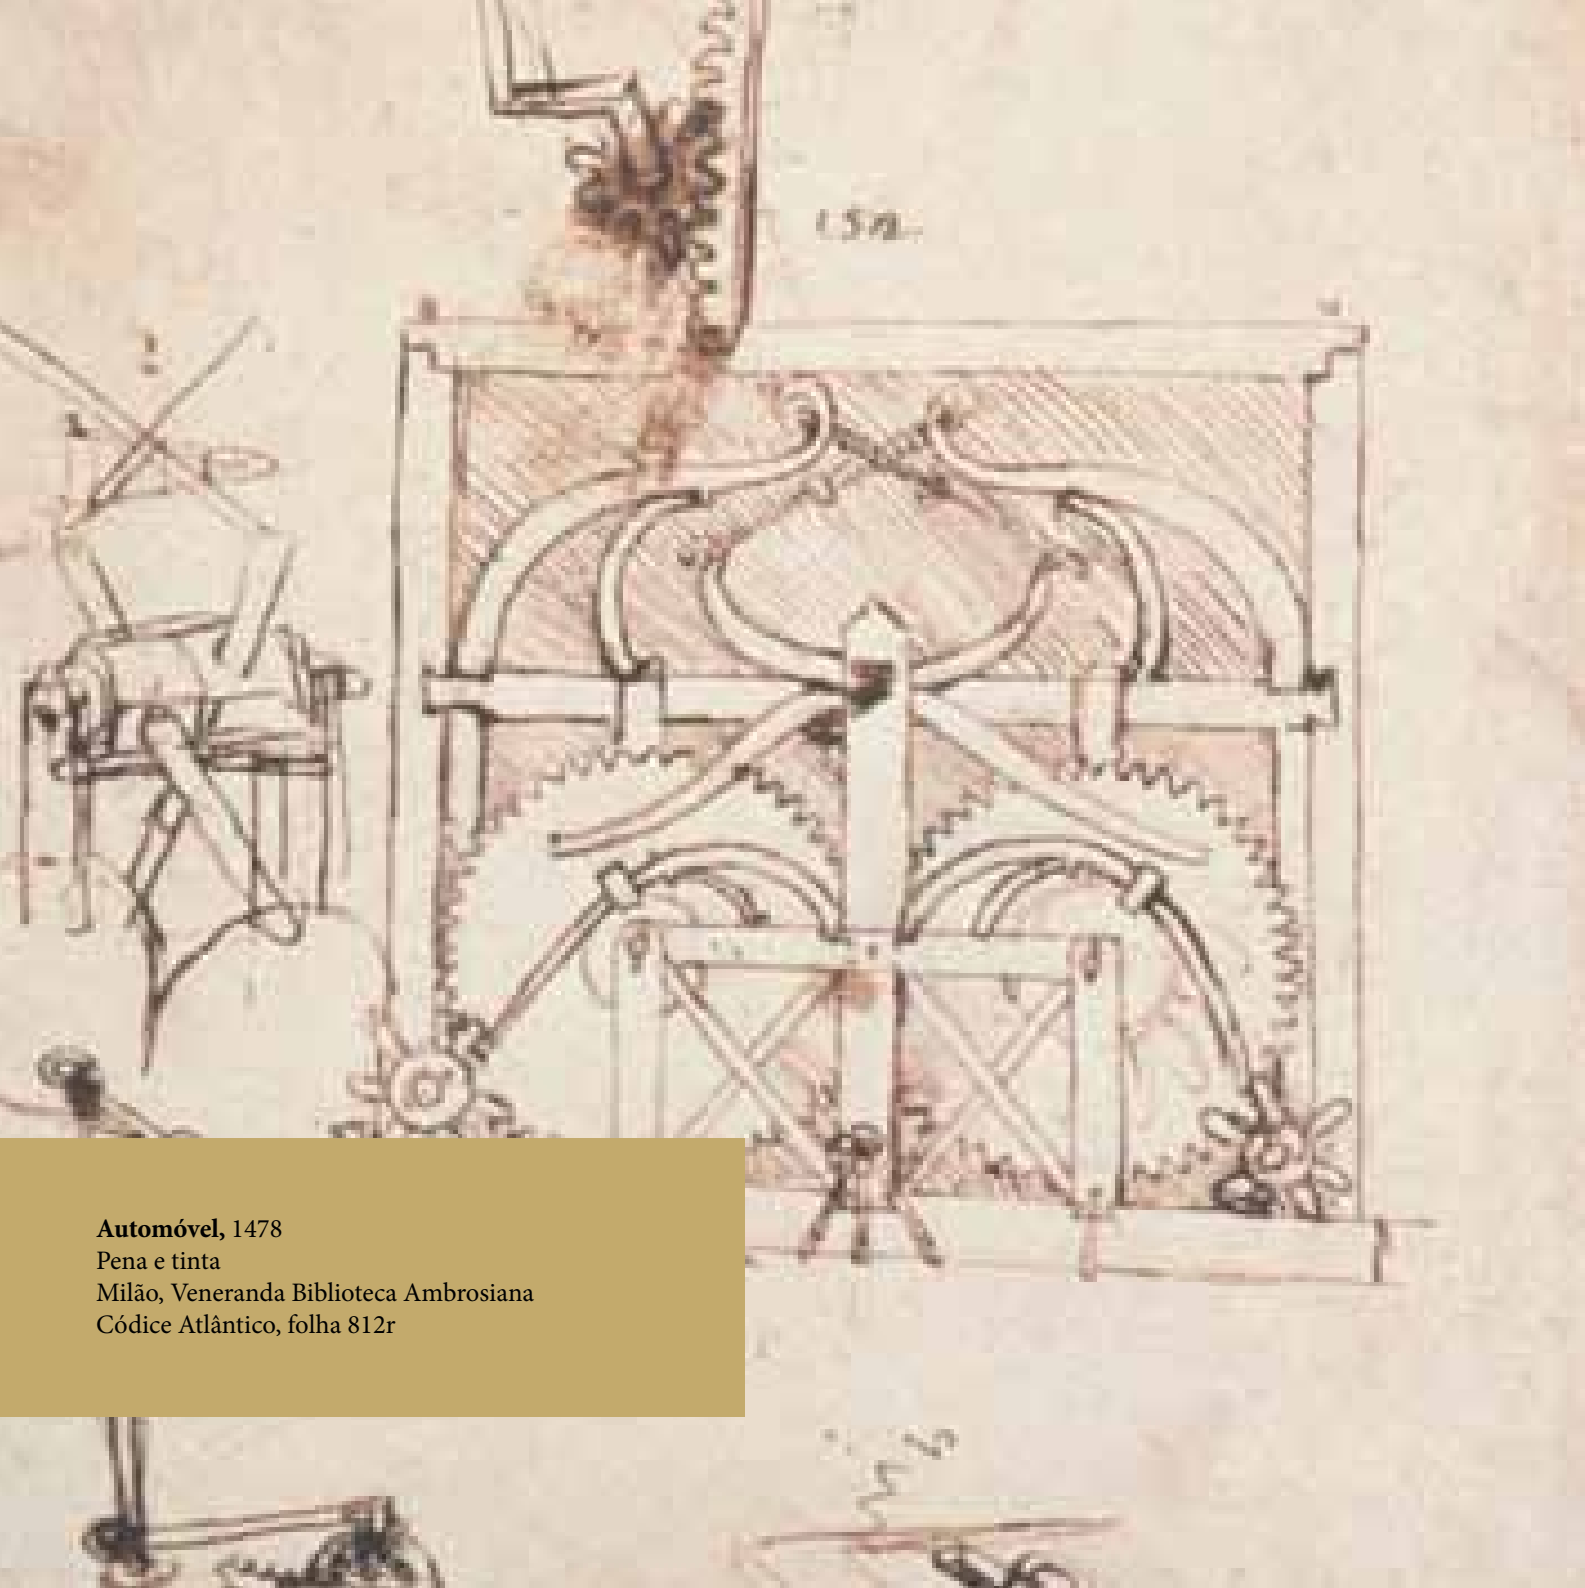 Automóvel, 1478
Pena e tinta
Milão, Veneranda Biblioteca Ambrosiana
Códice Atlântico, folha 812r